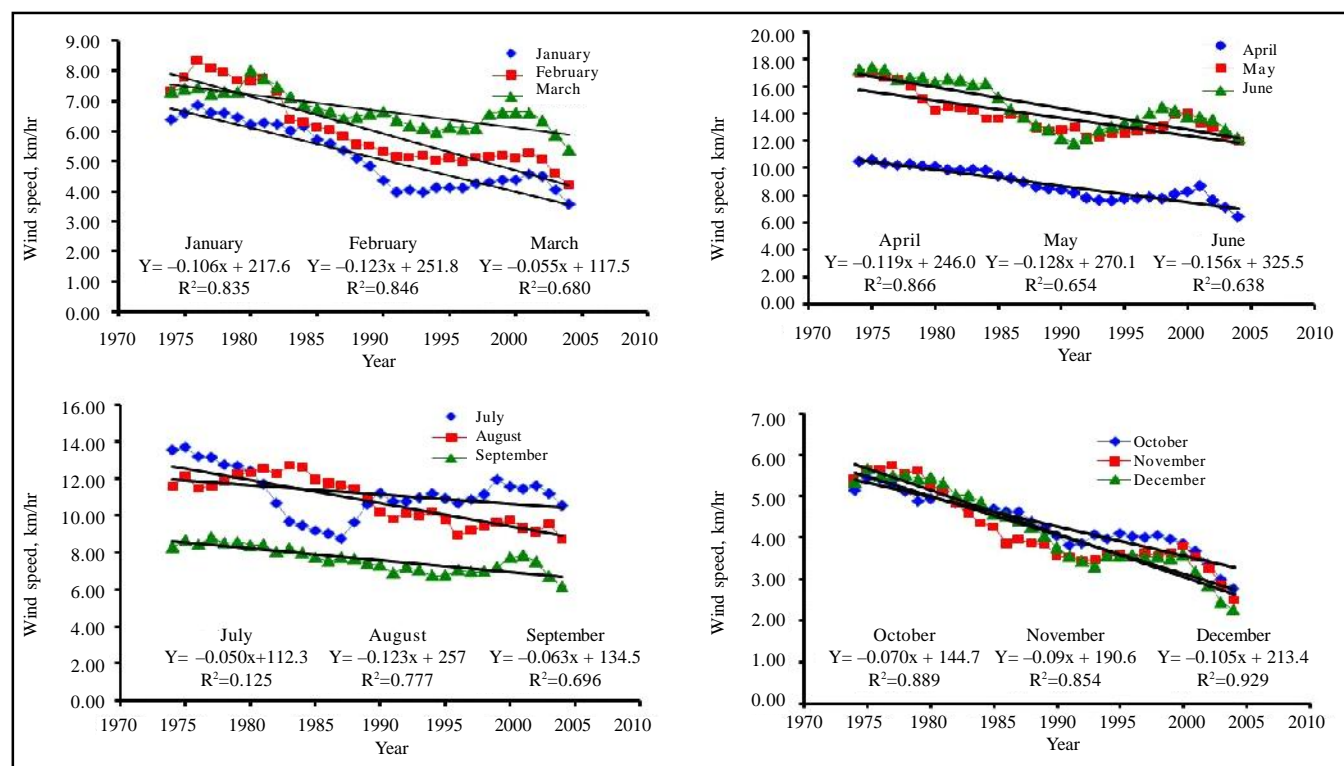 9.00
8.00
7.00
6.00
5.00
4.00
3.00
2.00
1.00
0.00
Wind speed, km/hr
January
February
March
January February March
Y= –0.106x + 217.6 Y= –0.123x + 251.8 Y= –0.055x + 117.5
R²=0.835 R²=0.846 R²=0.680
1970 1975 1980 1985 1990 1995 2000 2005 2010
Year
20.00
18.00
16.00
14.00
12.00
10.00
8.00
6.00
4.00
2.00
0.00
Wind speed, km/hr
April
May
June
April May June
Y= –0.119x + 246.0 Y= –0.128x + 270.1 Y= –0.156x + 325.5
R²=0.866 R²=0.654 R²=0.638
1970 1975 1980 1985 1990 1995 2000 2005 2010
Year
16.00
14.00
12.00
10.00
8.00
6.00
4.00
2.00
0.00
Wind speed, km/hr
July
August
September
July August September
Y= –0.050x+112.3 Y= –0.123x + 257 Y= –0.063x + 134.5
R²=0.125 R²=0.777 R²=0.696
1970 1975 1980 1985 1990 1995 2000 2005 2010
Year
7.00
6.00
5.00
4.00
3.00
2.00
1.00
0.00
Wind speed, km/hr
October
November
December
October November December
Y= –0.070x + 144.7 Y= –0.09x + 190.6 Y= –0.105x + 213.4
R²=0.889 R²=0.854 R²=0.929
1970 1975 1980 1985 1990 1995 2000 2005 2010
Year